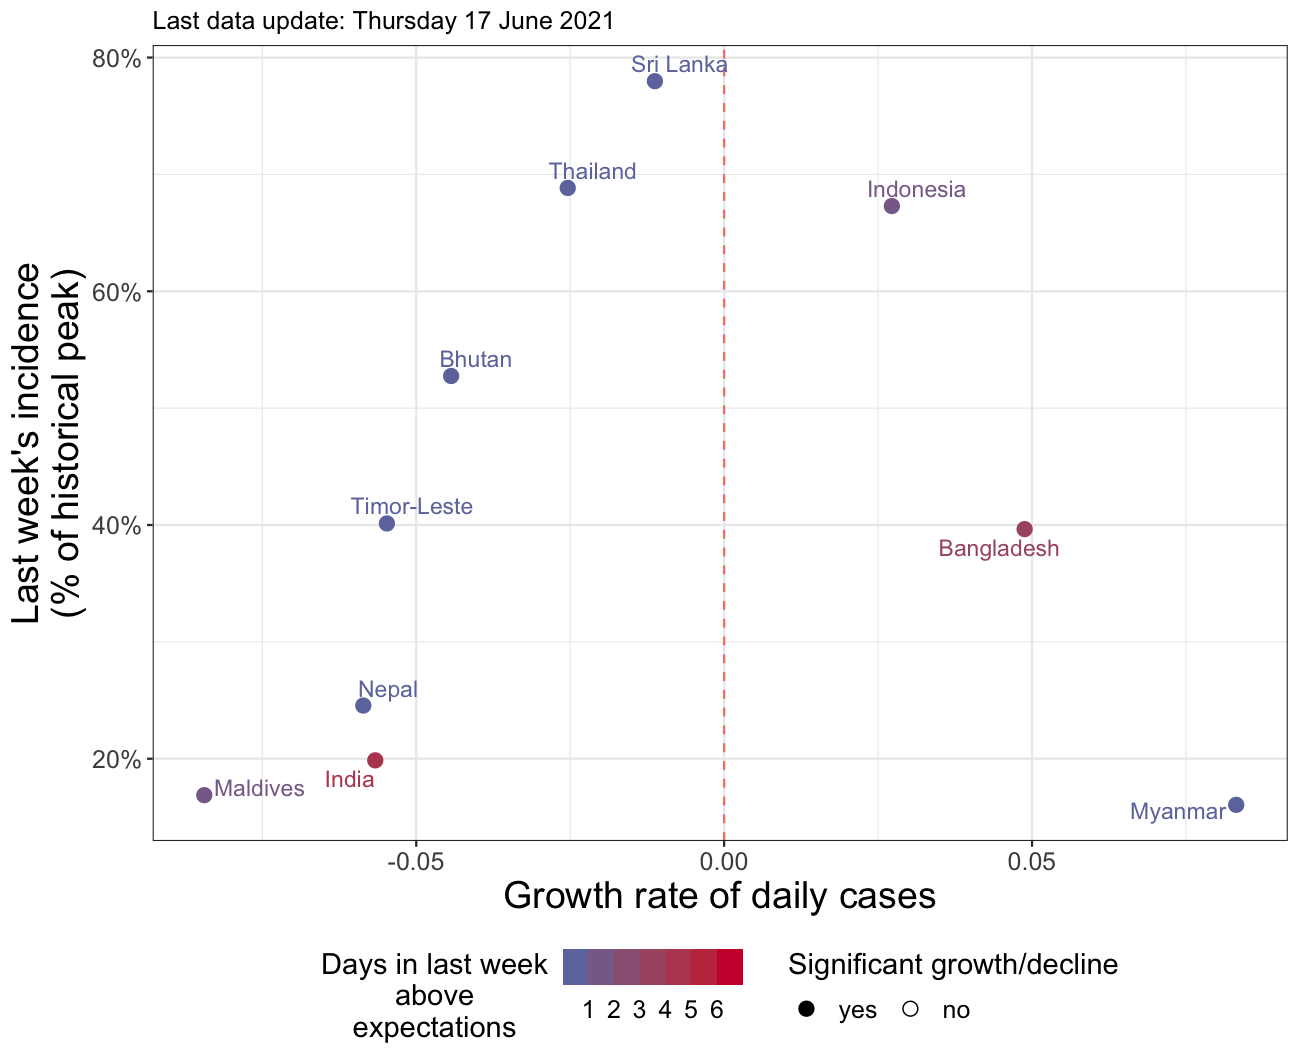 Last data update: Thursday 17 June 2021
80%
60%
40%
20%
Last week's incidence
(% of historical peak)
Sri Lanka
Thailand
Indonesia
Bhutan
Timor-Leste
Bangladesh
Nepal
India
Maldives
Myanmar
-0.05 0.00 0.05
Growth rate of daily cases
Days in last week
above
expectations
1 2 3 4 5 6
Significant growth/decline
yes no